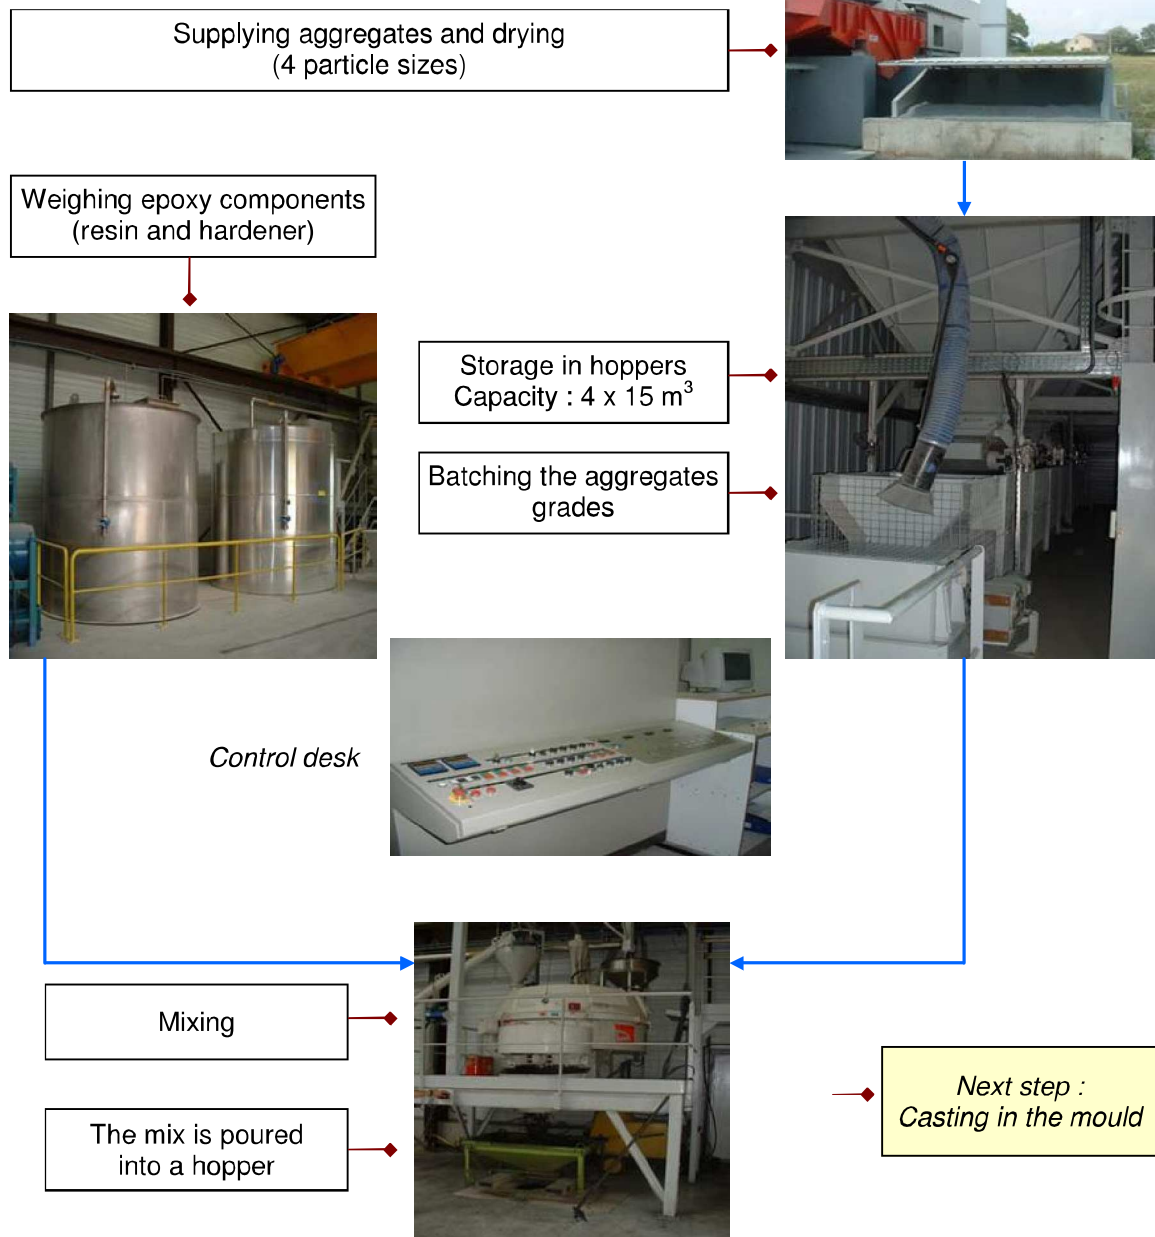 Supplying aggregates and drying
(4 particle sizes)
Weighing epoxy components
(resin and hardener)
Storage in hoppers
Capacity : 4 x 15 m³
Batching the aggregates
grades
Control desk
Mixing
The mix is poured
into a hopper
Next step :
Casting in the mould